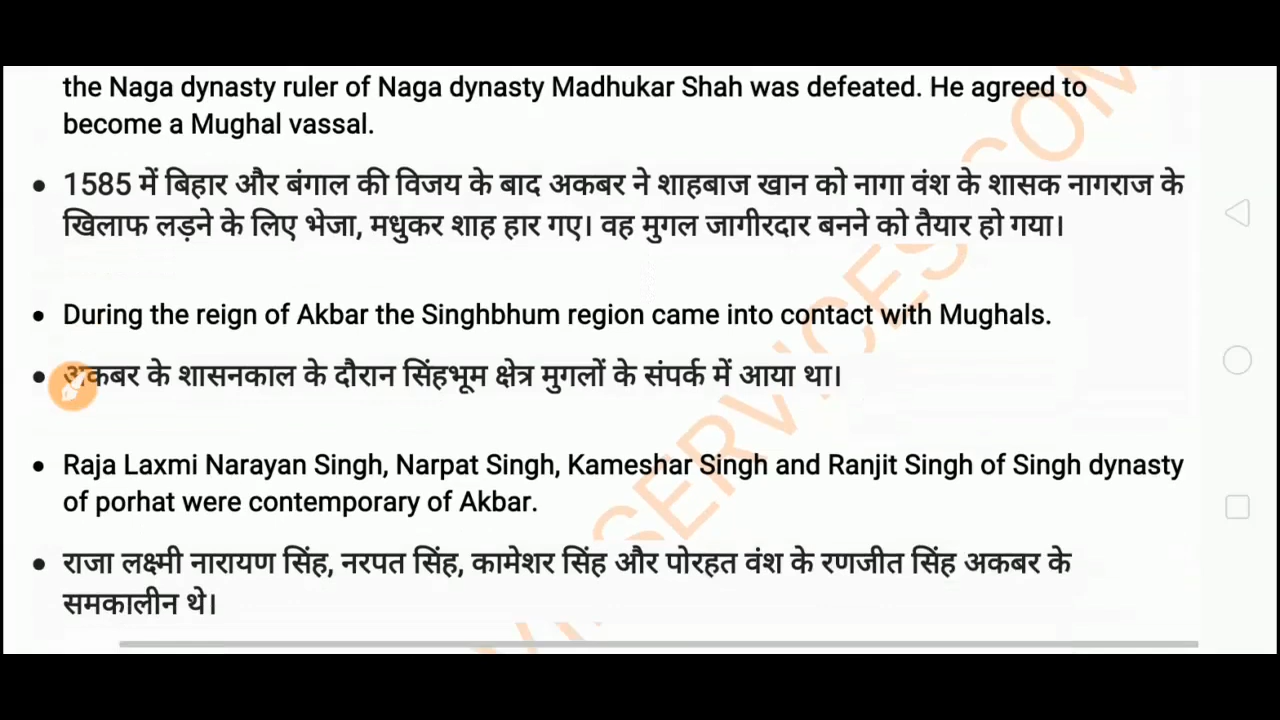 the Naga dynasty ruler of Naga dynasty Madhukar Shah was defeated. He agreed to
become a Mughal vassal.
• 1585 में बिहार और बंगाल की विजय के बाद अकबर ने शाहबाज खान को नागा वंश के शासक नागराज के
खिलाफ लड़ने के लिए भेजा, मधुकर शाह हार गए। वह मुगल जागीरदार बनने को तैयार हो गया।
• During the reign of Akbar the Singhbhum region came into contact with Mughals.
• अकबर के शासनकाल के दौरान सिंहभूम क्षेत्र मुगलों के संपर्क में आया था।
• Raja Laxmi Narayan Singh, Narpat Singh, Kameshar Singh and Ranjit Singh of Singh dynasty
of porhat were contemporary of Akbar.
• राजा लक्ष्मी नारायण सिंह, नरपत सिंह, कामेशर सिंह और पोरहत वंश के रणजीत सिंह अकबर के
समकालीन थे।